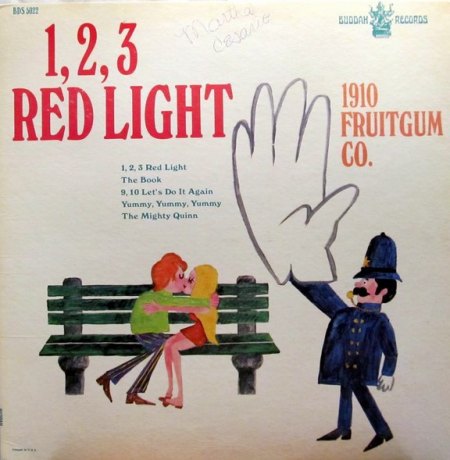 BDS 5022
BUDDAH RECORDS
Martha
1, 2, 3
RED LIGHT
1910
FRUITGUM
CO.
1, 2, 3 Red Light
The Book
9, 10 Let's Do It Again
Yummy, Yummy, Yummy
The Mighty Quinn